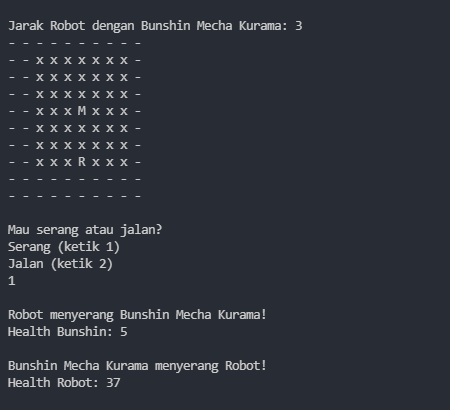 Jarak Robot dengan Bunshin Mecha Kurama: 3
- - - - - - - - - -
- - x x x x x x x -
- - x x x x x x x -
- - x x x x x x x -
- - x x x M x x x -
- - x x x x x x x -
- - x x x x x x x -
- - x x x R x x x -
- - - - - - - - - -
- - - - - - - - - -
Mau serang atau jalan?
Serang (ketik 1)
Jalan (ketik 2)
1
Robot menyerang Bunshin Mecha Kurama!
Health Bunshin: 5
Bunshin Mecha Kurama menyerang Robot!
Health Robot: 37